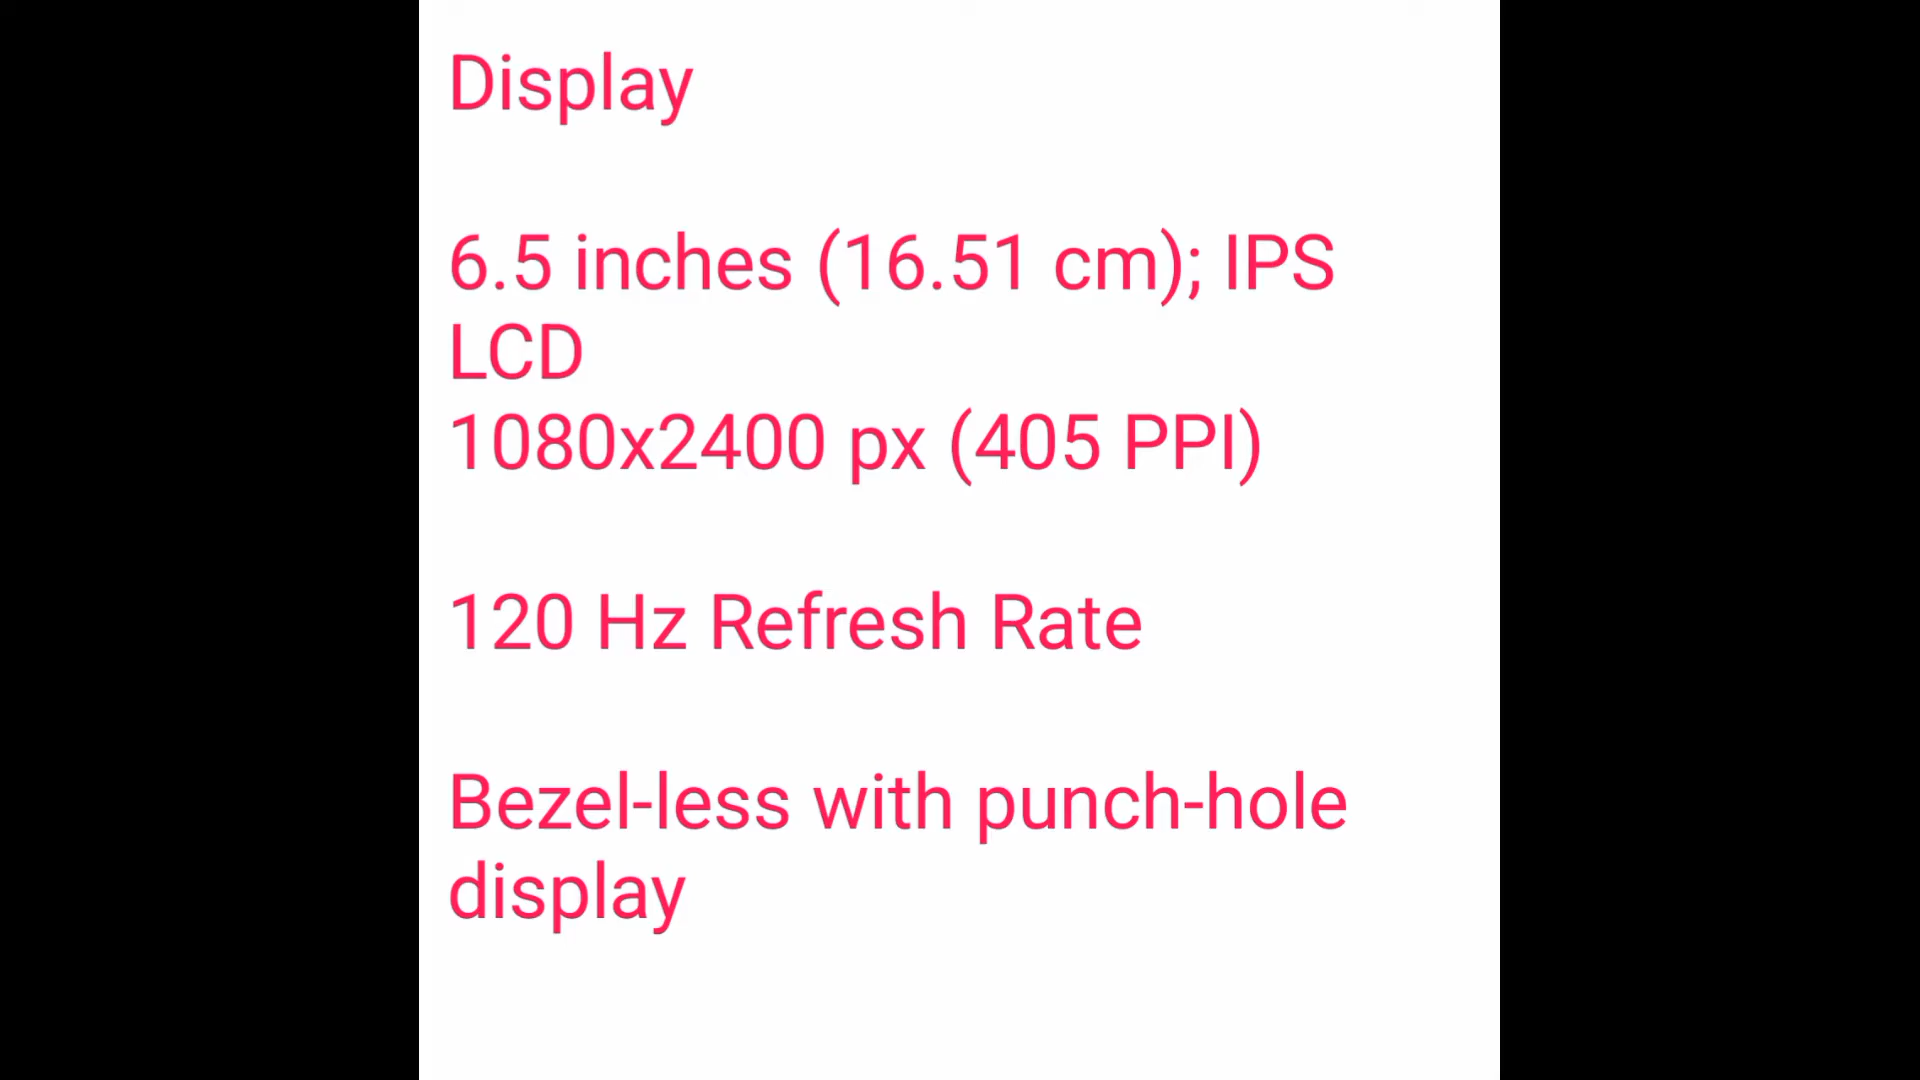 Display
6.5 inches (16.51 cm); IPS
LCD
1080x2400 px (405 PPI)
120 Hz Refresh Rate
Bezel-less with punch-hole
display